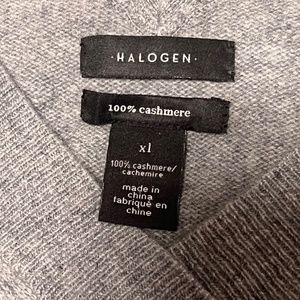 ·HALOGEN·
100% cashmere
xl
100% cashmere/
cachemire
made in
china
fabriqué en
chine